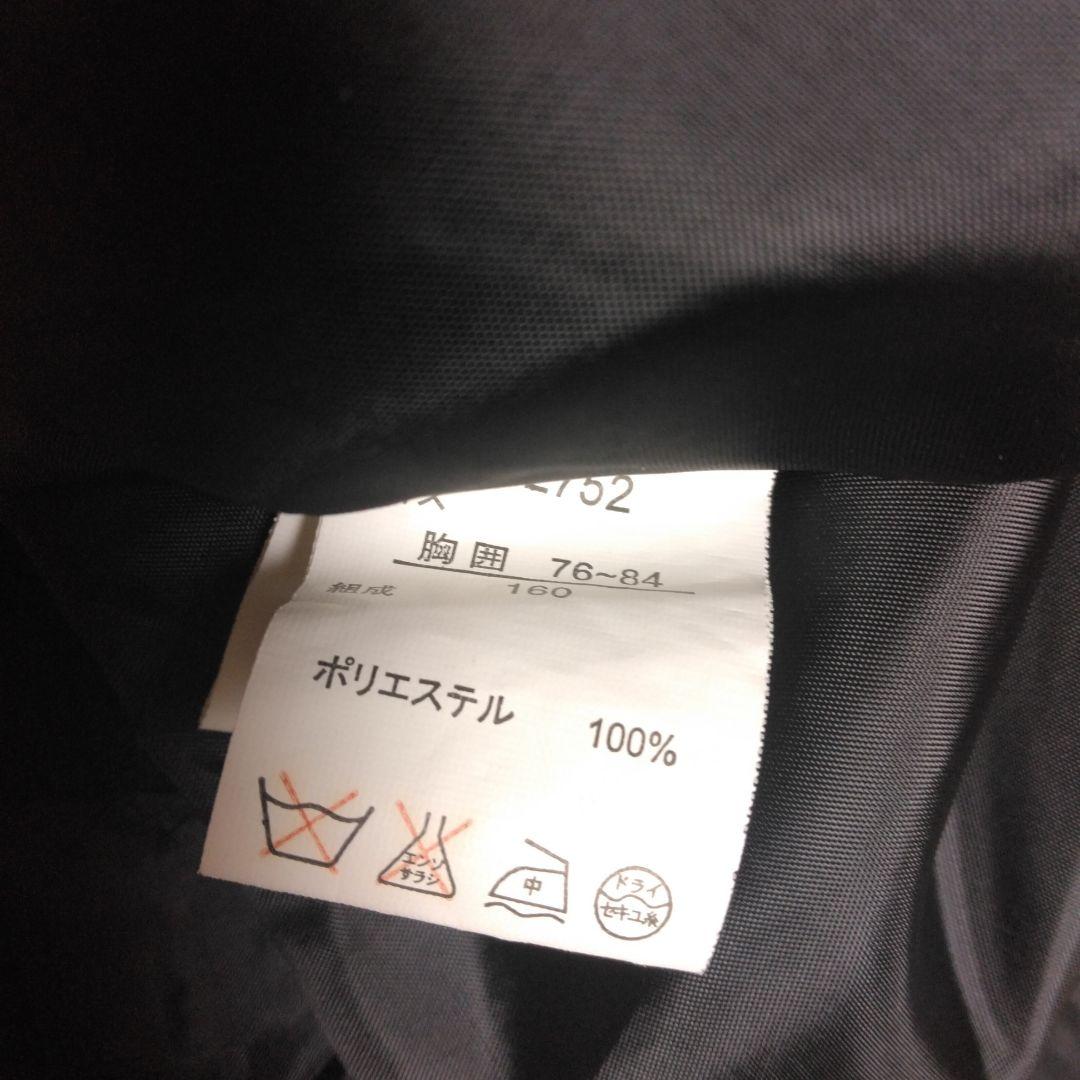 752
胸囲 76~84
組成 160
ポリエステル 100%
エンソ
サラシ
中
ドライ
セキユ系